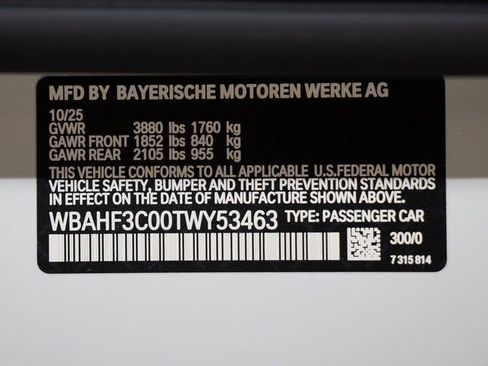 MFD BY BAYERISCHE MOTOREN WERKE AG
10/25
GVWR 3880 lbs 1760 kg
GAWR FRONT 1852 lbs 840 kg
GAWR REAR 2105 lbs 955 kg
THIS VEHICLE CONFORMS TO ALL APPLICABLE U.S.FEDERAL MOTOR
VEHICLE SAFETY, BUMPER AND THEFT PREVENTION STANDARDS
IN EFFECT ON THE DATE OF MANUFACTURE SHOWN ABOVE.
WBAHF3C00TWY53463 TYPE: PASSENGER CAR
300/0
7 315 814